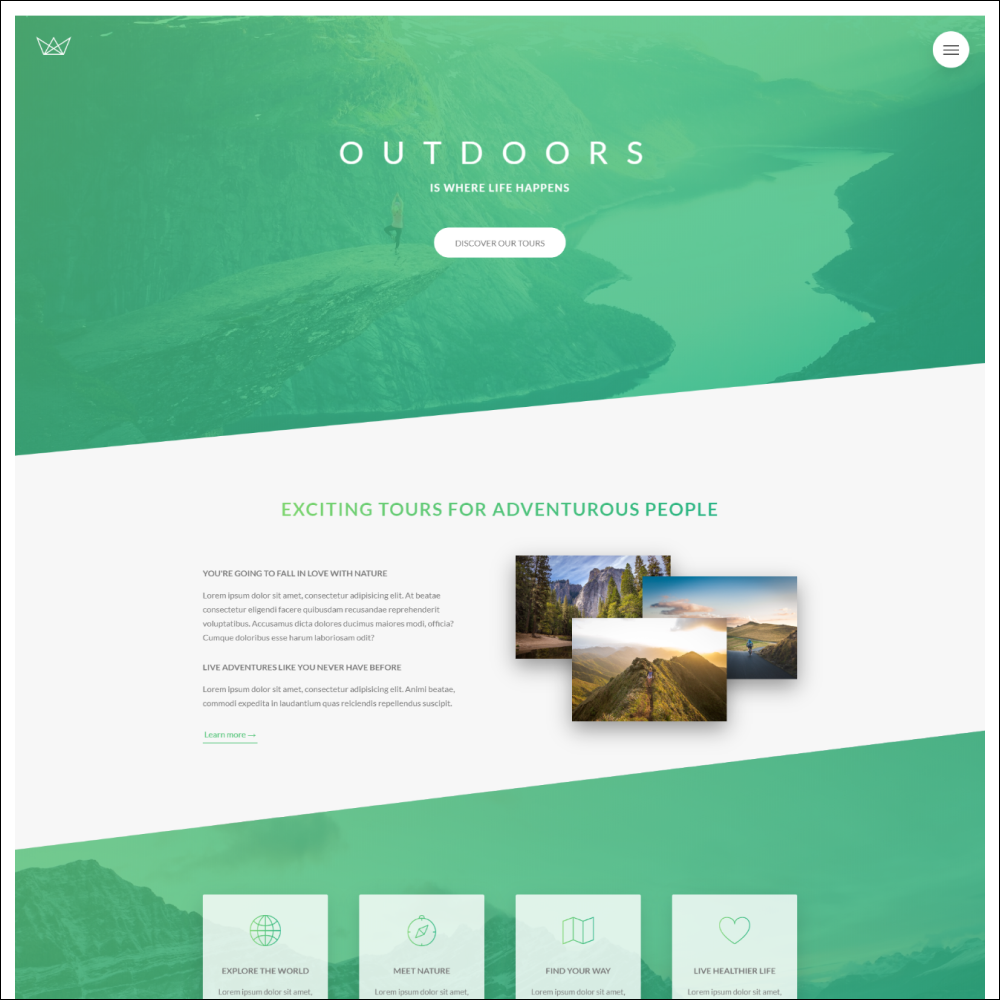 OUTDOORS
IS WHERE LIFE HAPPENS
DISCOVER OUR TOURS
EXCITING TOURS FOR ADVENTUROUS PEOPLE
YOU'RE GOING TO FALL IN LOVE WITH NATURE
Lorem ipsum dolor sit amet, consectetur adipisicing elit. At beatae
consectetur eligendi facere quibusdam recusandae reprehenderit
voluptatibus. Accusamus dicta dolores ducimus maiores modi, officia?
Cumque doloribus esse harum laboriosam odit?
LIVE ADVENTURES LIKE YOU NEVER HAVE BEFORE
Lorem ipsum dolor sit amet, consectetur adipisicing elit. Animi beatae,
commodi expedita in laudantium quas reiciendis repellendus suscipit.
Learn more →
EXPLORE THE WORLD
Lorem ipsum dolor sit amet,
MEET NATURE
Lorem ipsum dolor sit amet,
FIND YOUR WAY
Lorem ipsum dolor sit amet,
LIVE HEALTHIER LIFE
Lorem ipsum dolor sit amet,